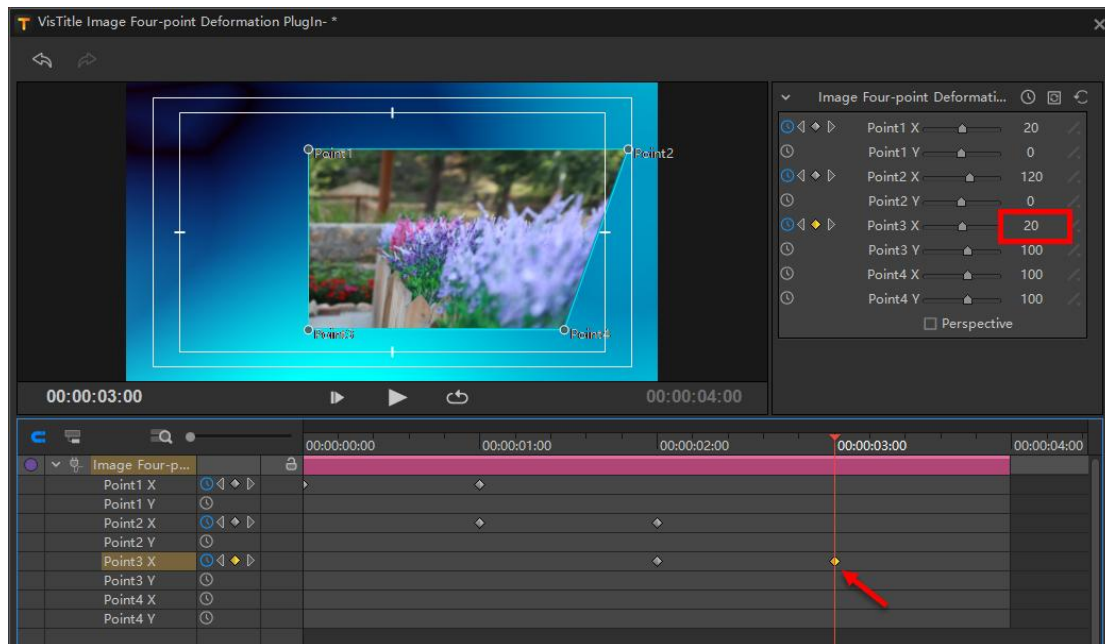 VisTitle Image Four-point Deformation PlugIn- *
Image Four-point Deformati...
Point1 X 20
Point1 Y 0
Point2 X 120
Point2 Y 0
Point3 X 20
Point3 Y 100
Point4 X 100
Point4 Y 100
Perspective
Point1
Point2
Point3
Point4
00:00:03:00
00:00:04:00
00:00:00:00 00:00:01:00 00:00:02:00 00:00:03:00 00:00:04:00
Image Four-p...
Point1 X
Point1 Y
Point2 X
Point2 Y
Point3 X
Point3 Y
Point4 X
Point4 Y